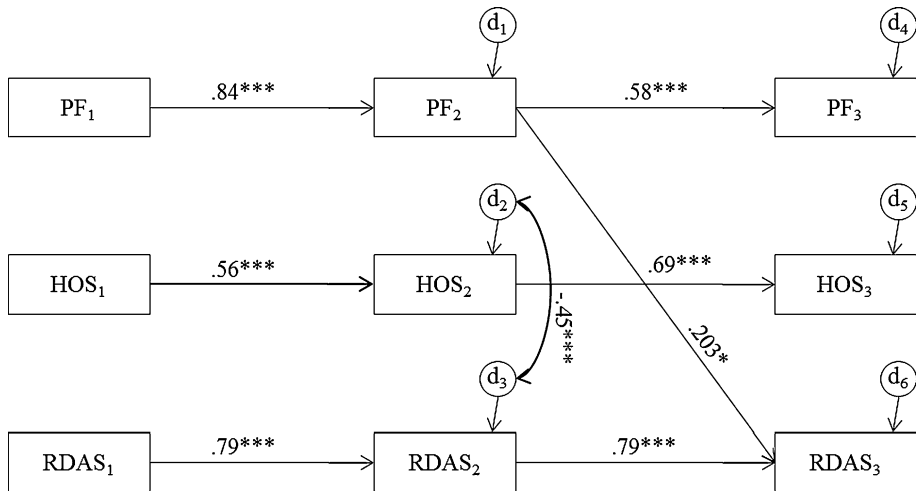 d₁
d₄
.84***
.58***
PF₁
PF₂
PF₃
d₂
d₅
.56***
.69***
HOS₁
HOS₂
HOS₃
-.45***
.203*
d₃
d₆
.79***
.79***
RDAS₁
RDAS₂
RDAS₃